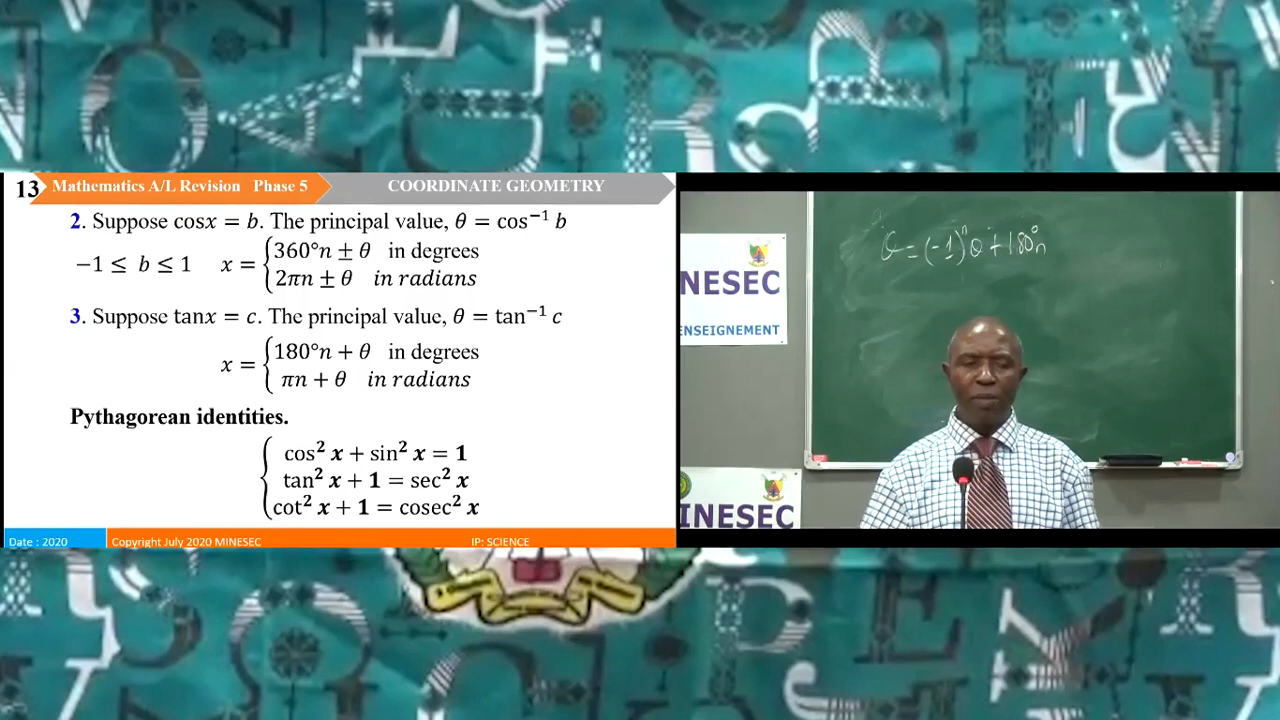 13 Mathematics A/L Revision Phase 5 COORDINATE GEOMETRY
2. Suppose cosx = b. The principal value, θ = cos⁻¹ b
−1 ≤ b ≤ 1 x = { 360°n ± θ in degrees
2πn ± θ in radians
3. Suppose tanx = c. The principal value, θ = tan⁻¹ c
x = { 180°n + θ in degrees
πn + θ in radians
Pythagorean identities.
cos² x + sin² x = 1
tan² x + 1 = sec² x
cot² x + 1 = cosec² x
Date : 2020 Copyright July 2020 MINESEC IP: SCIENCE
= (-1)ⁿθ + 180°n
NESEC
ENSEIGNEMENT
INESEC